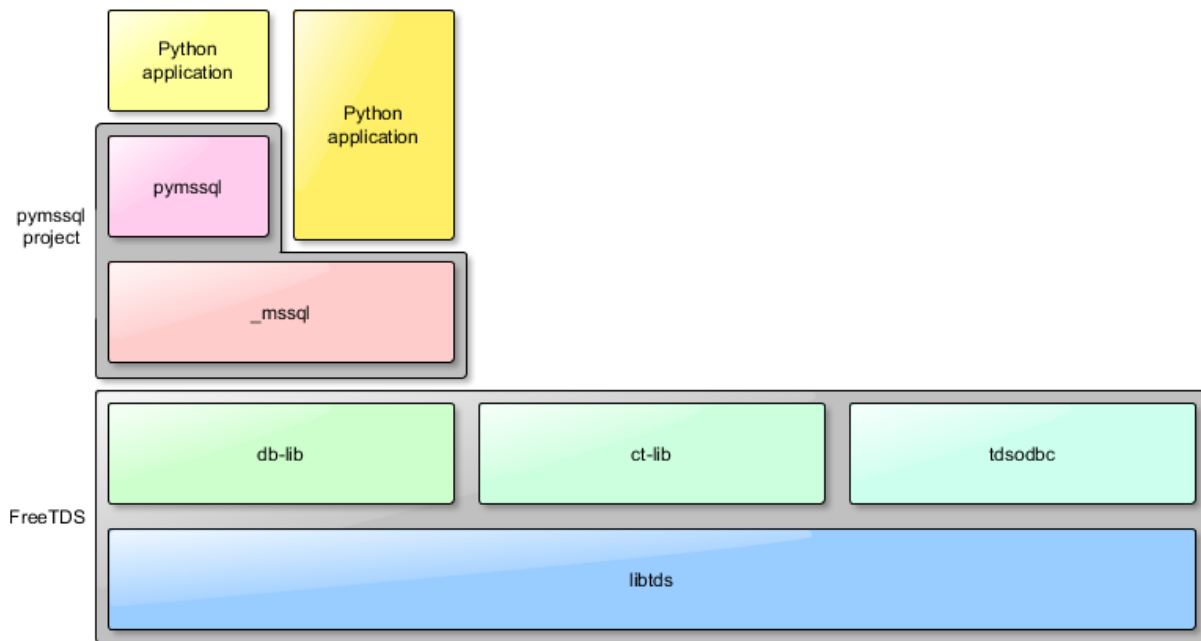 Python
application
Python
application
pymssql
pymssql
project
_mssql
db-lib
ct-lib
tdsodbc
FreeTDS
libtds